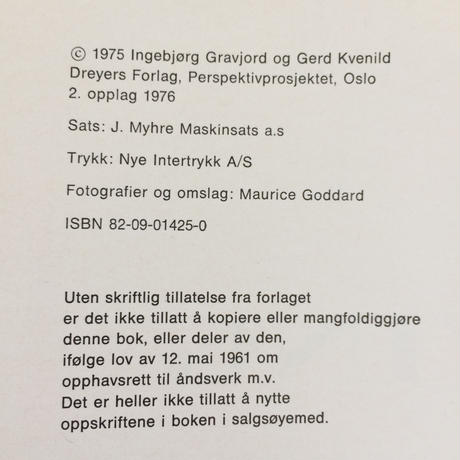 © 1975 Ingebjørg Gravjord og Gerd Kvenild
Dreyers Forlag, Perspektivprosjektet, Oslo
2. opplag 1976
Sats: J. Myhre Maskinsats a.s
Trykk: Nye Intertrykk A/S
Fotografier og omslag: Maurice Goddard
ISBN 82-09-01425-0
Uten skriftlig tillatelse fra forlaget
er det ikke tillatt å kopiere eller mangfoldiggjøre
denne bok, eller deler av den,
ifølge lov av 12. mai 1961 om
opphavsrett til åndsverk m.v.
Det er heller ikke tillatt å nytte
oppskriftene i boken i salgsøyemed.